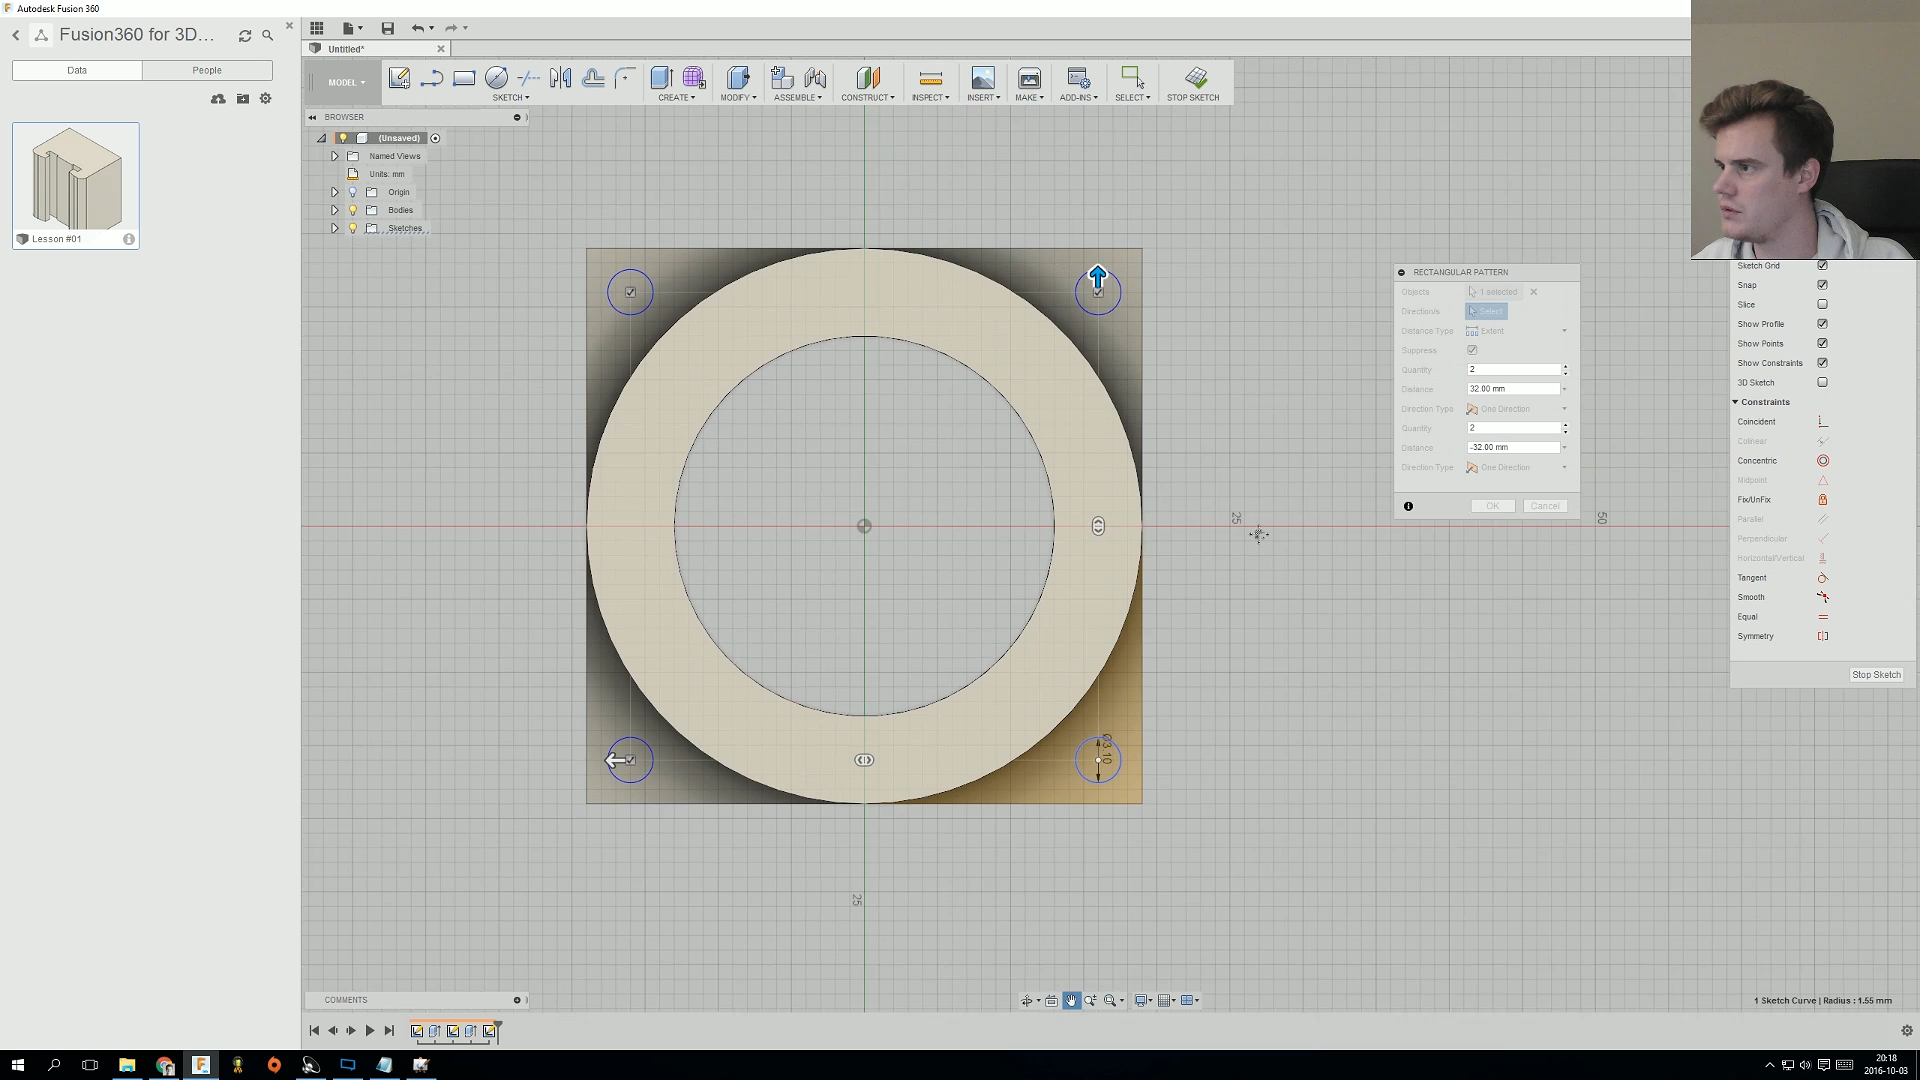 Autodesk Fusion 360
Fusion360 for 3D...
Data
People
Lesson #01
Untitled*
MODEL
SKETCH
CREATE
MODIFY
ASSEMBLE
CONSTRUCT
INSPECT
INSERT
MAKE
ADD-INS
SELECT
STOP SKETCH
BROWSER
(Unsaved)
Named Views
Units: mm
Origin
Bodies
Sketches
RECTANGULAR PATTERN
Objects
1 selected
Direction/s
Select
Distance Type
Extent
Suppress
Quantity
2
Distance
32.00 mm
Direction Type
One Direction
Quantity
2
Distance
-32.00 mm
Direction Type
One Direction
OK
Cancel
25
50
Ø3.10
25
Sketch Grid
Snap
Slice
Show Profile
Show Points
Show Constraints
3D Sketch
Constraints
Coincident
Colinear
Concentric
Midpoint
Fix/UnFix
Parallel
Perpendicular
Horizontal/Vertical
Tangent
Smooth
Equal
Symmetry
Stop Sketch
COMMENTS
1 Sketch Curve | Radius : 1.55 mm
20:18
2016-10-03